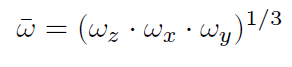 ω̄ = (ω_z · ω_x · ω_y)^{1/3}